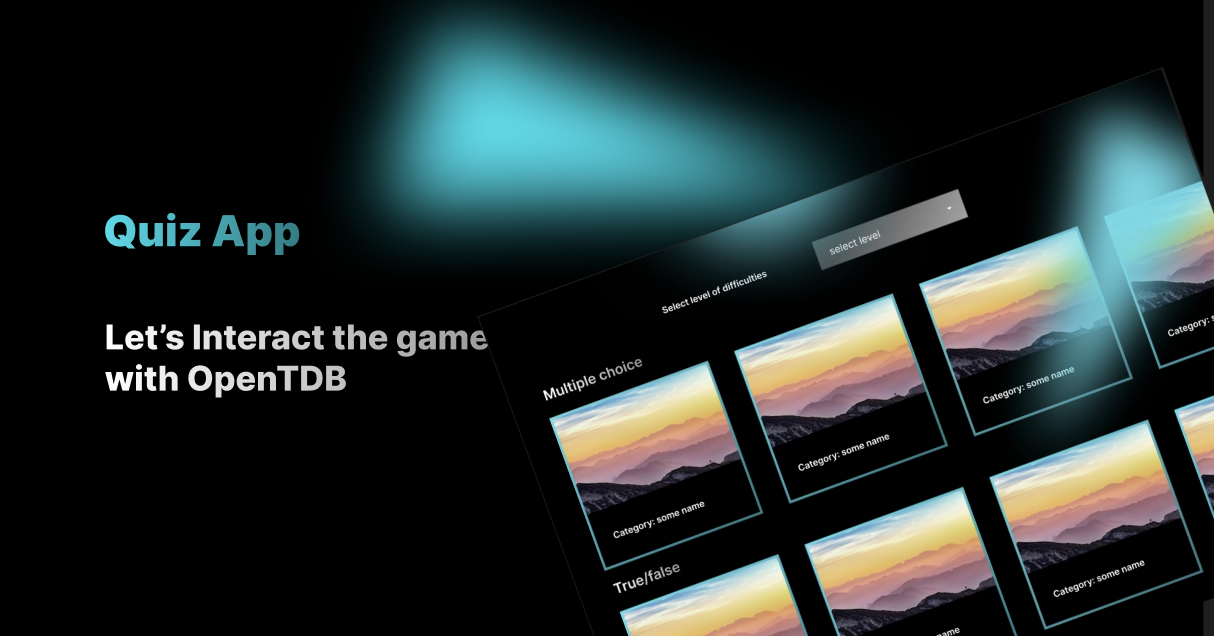 Quiz App
Let’s Interact the game
with OpenTDB
select level
Select level of difficulties
Multiple choice
Category: some name
Category: some name
Category: some name
Category: s
True/false
Category: some name
ame